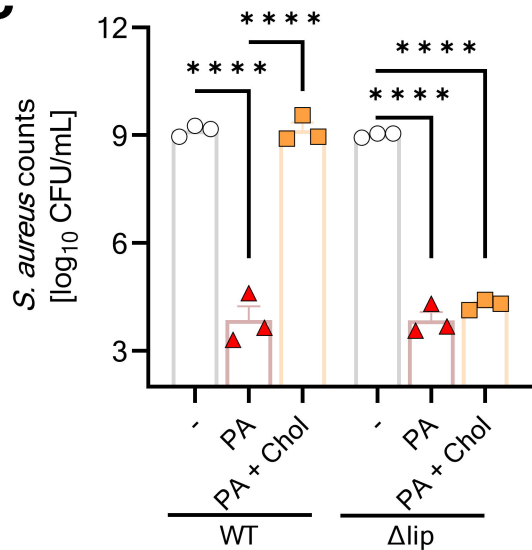 C
****
12
****
****
****
9
6
3
S. aureus counts
[log10 CFU/mL]
- PA PA + Chol - PA PA + Chol
WT Δlip